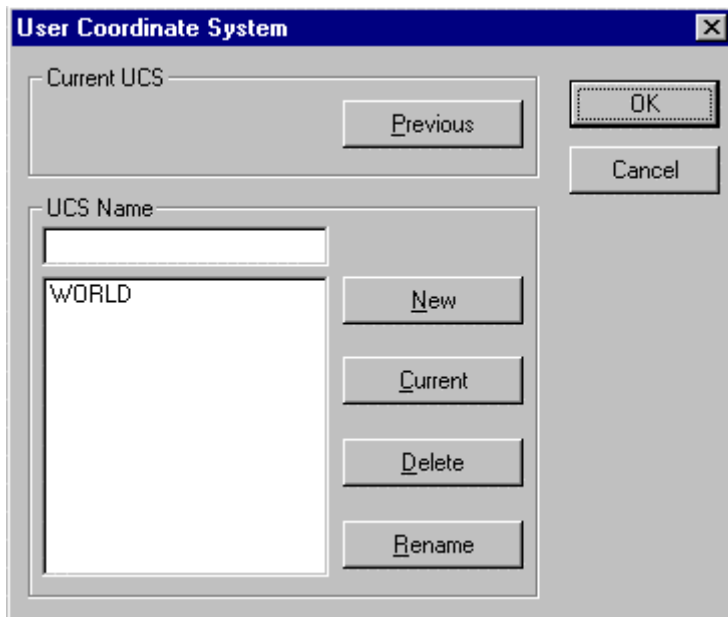 User Coordinate System
Current UCS
Previous
OK
Cancel
UCS Name
WORLD
New
Current
Delete
Rename